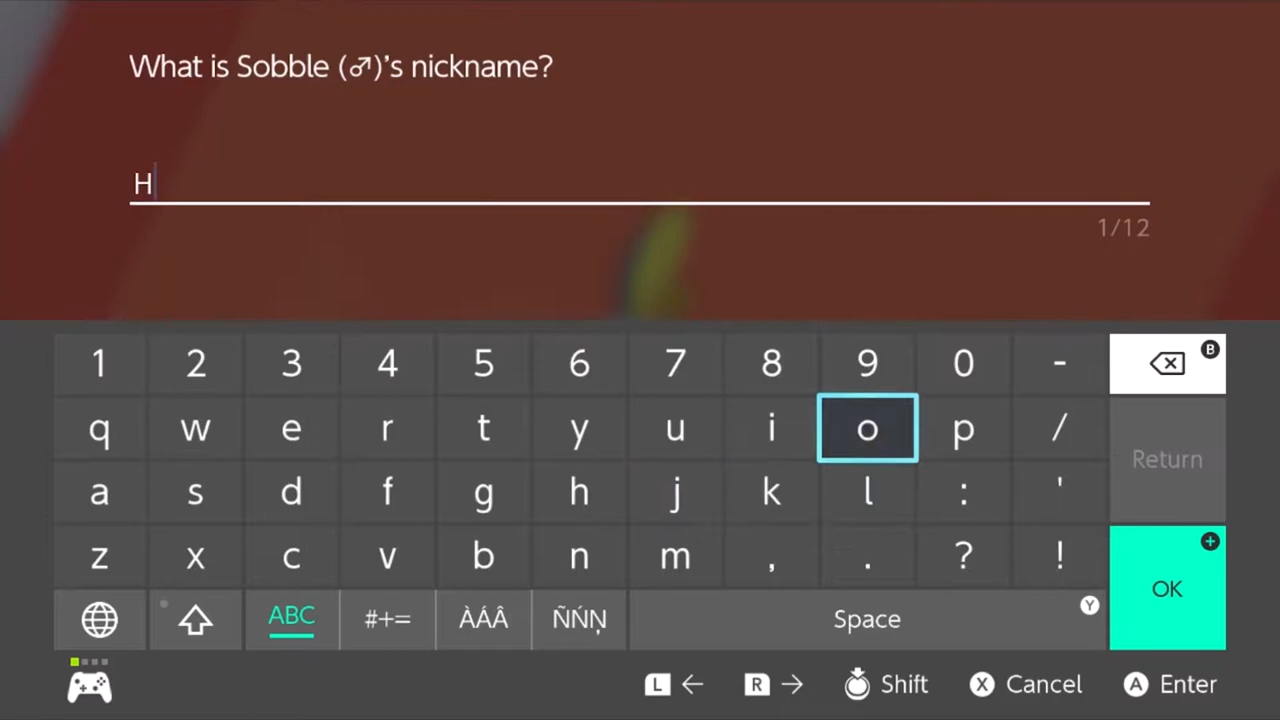 What is Sobble (♂)'s nickname?
H
1/12
1 2 3 4 5 6 7 8 9 0 -
B
q w e r t y u i o p /
Return
a s d f g h j k l : '
z x c v b n m , . ? !
+
OK
ABC #+= ÀÁÂ ÑŃŅ Space Y
L ← R → Shift X Cancel A Enter